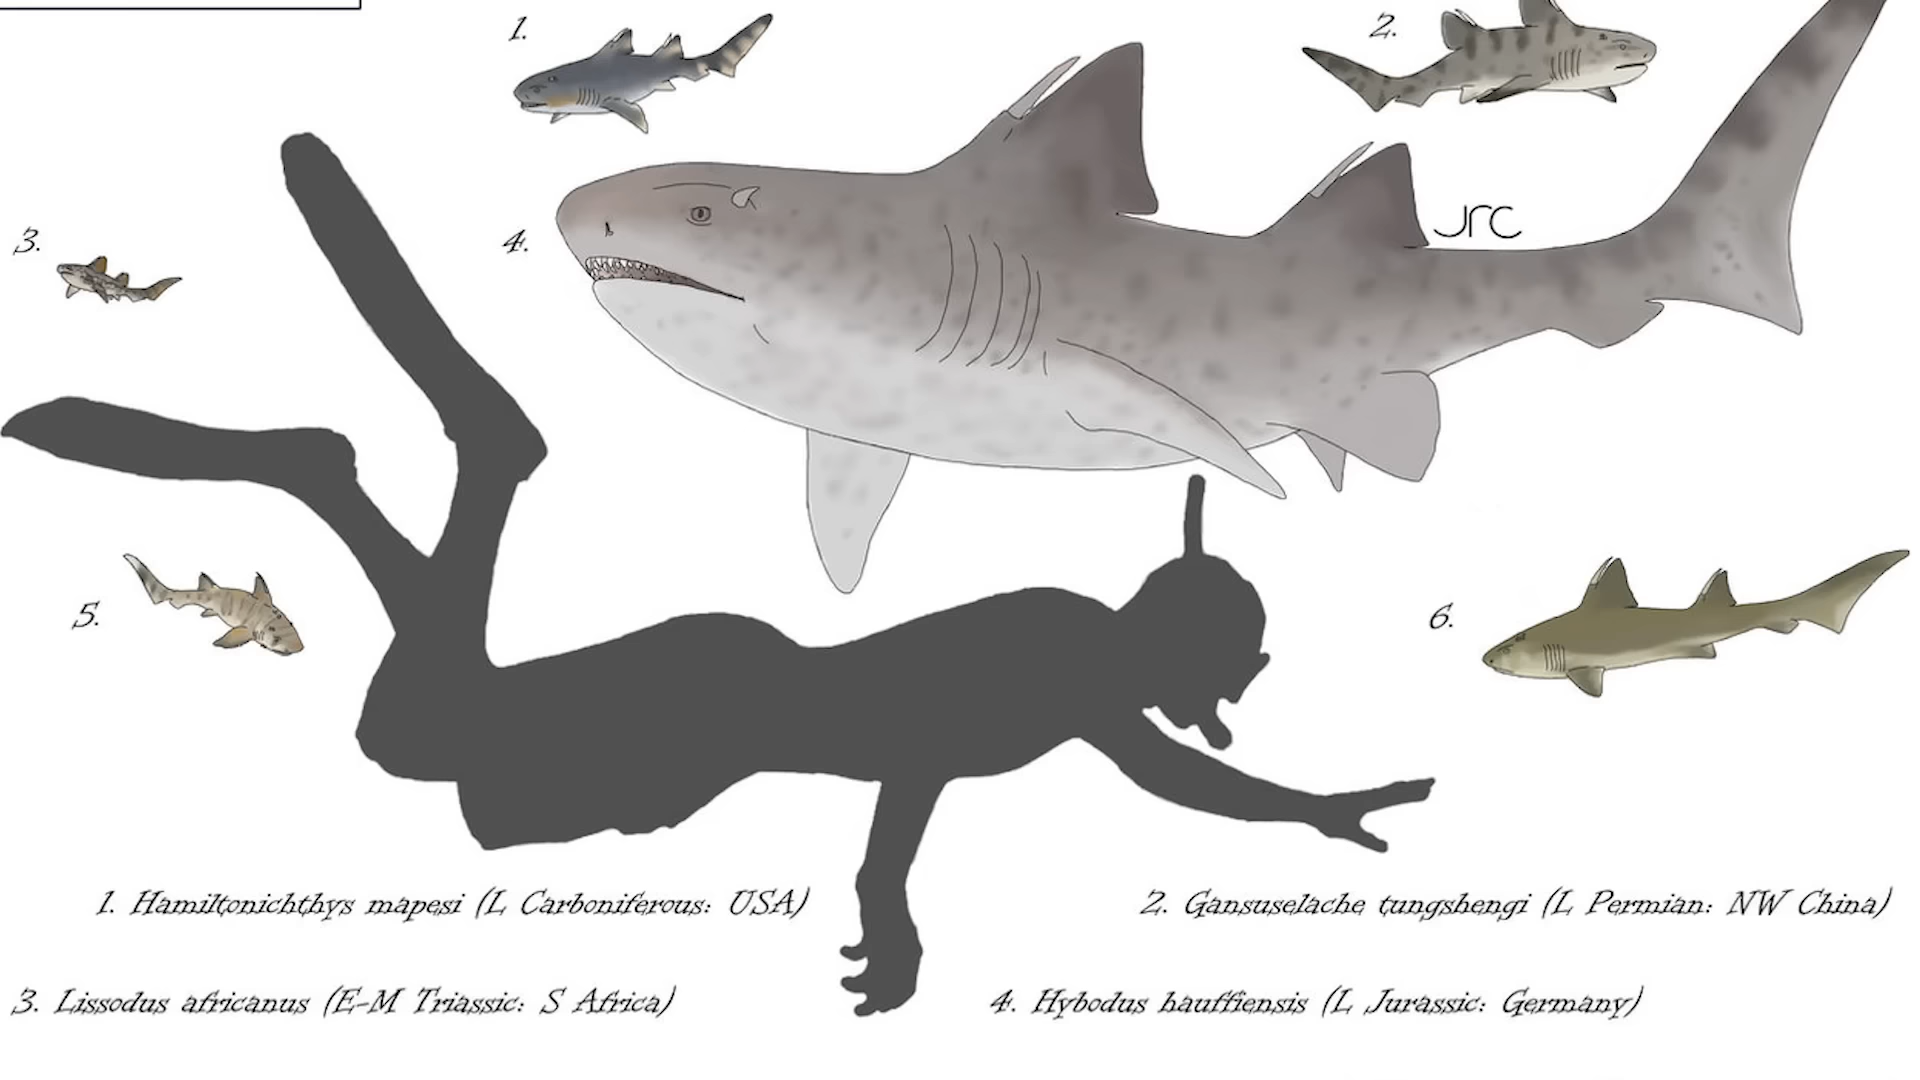 1.
2.
3.
4.
JrC
5.
6.
1. Hamiltonichthys mapesi (L Carboniferous: USA)
2. Gansuselache tungshengi (L Permian: NW China)
3. Lissodus africanus (E-M Triassic: S Africa)
4. Hybodus hauffiensis (L Jurassic: Germany)